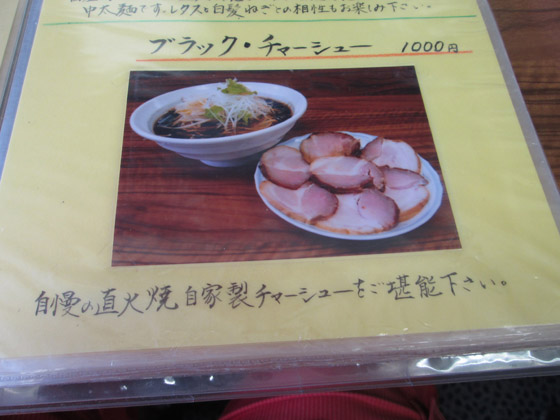 中太麺です。レタスと白髪ねぎとの相性もお楽しみ下さい。
ブラック・チャーシュー 1000円
自慢の直火焼自家製チャーシューをご堪能下さい。